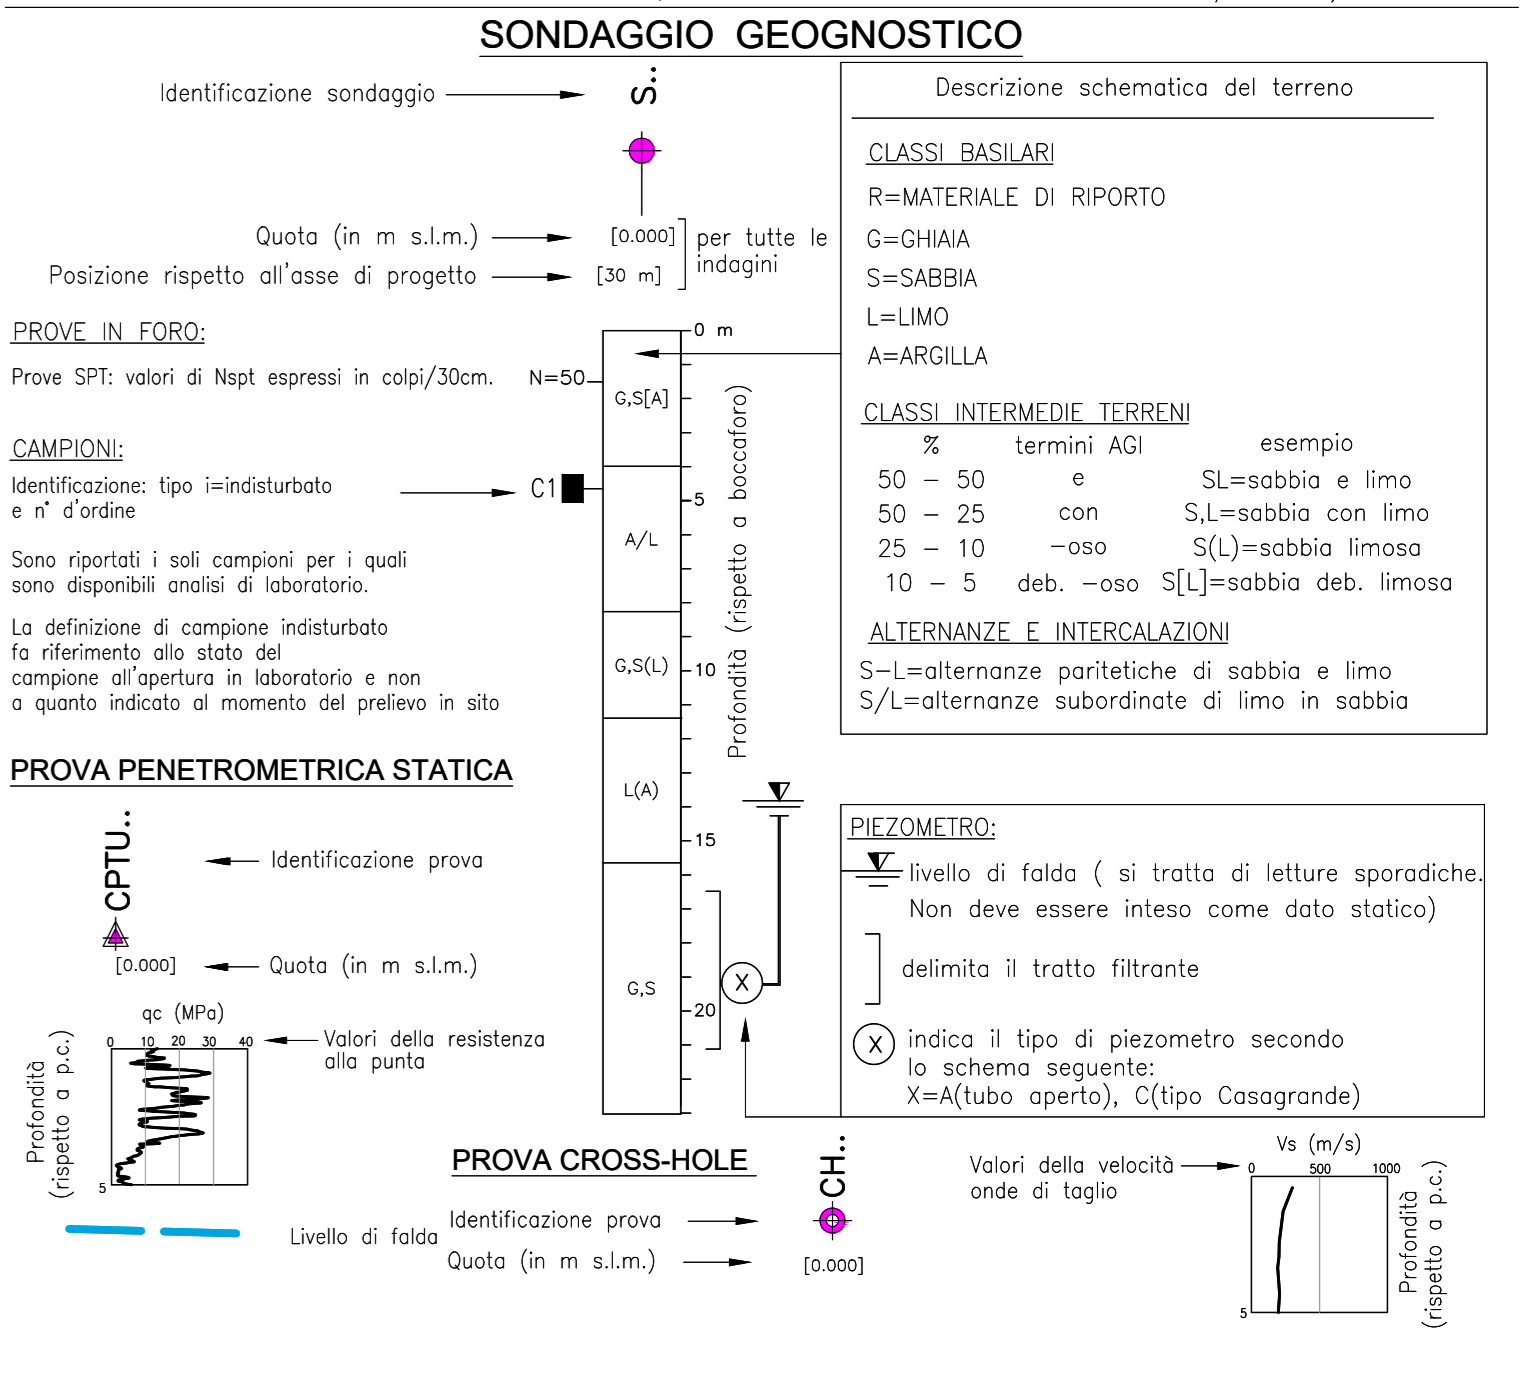 SONDAGGIO GEOGNOSTICO
Identificazione sondaggio
S..
Quota (in m s.l.m.)
[0.000]
Posizione rispetto all'asse di progetto
[30 m]
per tutte le
indagini
PROVE IN FORO:
Prove SPT: valori di Nspt espressi in colpi/30cm.
N=50
CAMPIONI:
Identificazione: tipo i=indisturbato
e n° d'ordine
C1
Sono riportati i soli campioni per i quali
sono disponibili analisi di laboratorio.
La definizione di campione indisturbato
fa riferimento allo stato del
campione all'apertura in laboratorio e non
a quanto indicato al momento del prelievo in sito
0 m
5
10
15
20
G,S[A]
A/L
G,S(L)
L(A)
G,S
Profondità (rispetto a boccaforo)
X
Descrizione schematica del terreno
CLASSI BASILARI
R=MATERIALE DI RIPORTO
G=GHIAIA
S=SABBIA
L=LIMO
A=ARGILLA
CLASSI INTERMEDIE TERRENI
% termini AGI esempio
50 – 50 e SL=sabbia e limo
50 – 25 con S,L=sabbia con limo
25 – 10 –oso S(L)=sabbia limosa
10 – 5 deb. –oso S[L]=sabbia deb. limosa
ALTERNANZE E INTERCALAZIONI
S–L=alternanze paritetiche di sabbia e limo
S/L=alternanze subordinate di limo in sabbia
PIEZOMETRO:
livello di falda ( si tratta di letture sporadiche.
Non deve essere inteso come dato statico)
delimita il tratto filtrante
X
indica il tipo di piezometro secondo
lo schema seguente:
X=A(tubo aperto), C(tipo Casagrande)
PROVA PENETROMETRICA STATICA
CPTU..
Identificazione prova
[0.000]
Quota (in m s.l.m.)
qc (MPa)
0 10 20 30 40
Valori della resistenza
alla punta
Profondità
(rispetto a p.c.)
5
Livello di falda
PROVA CROSS-HOLE
CH..
Identificazione prova
Quota (in m s.l.m.)
[0.000]
Valori della velocità
onde di taglio
Vs (m/s)
0 500 1000
5
Profondità
(rispetto a p.c.)